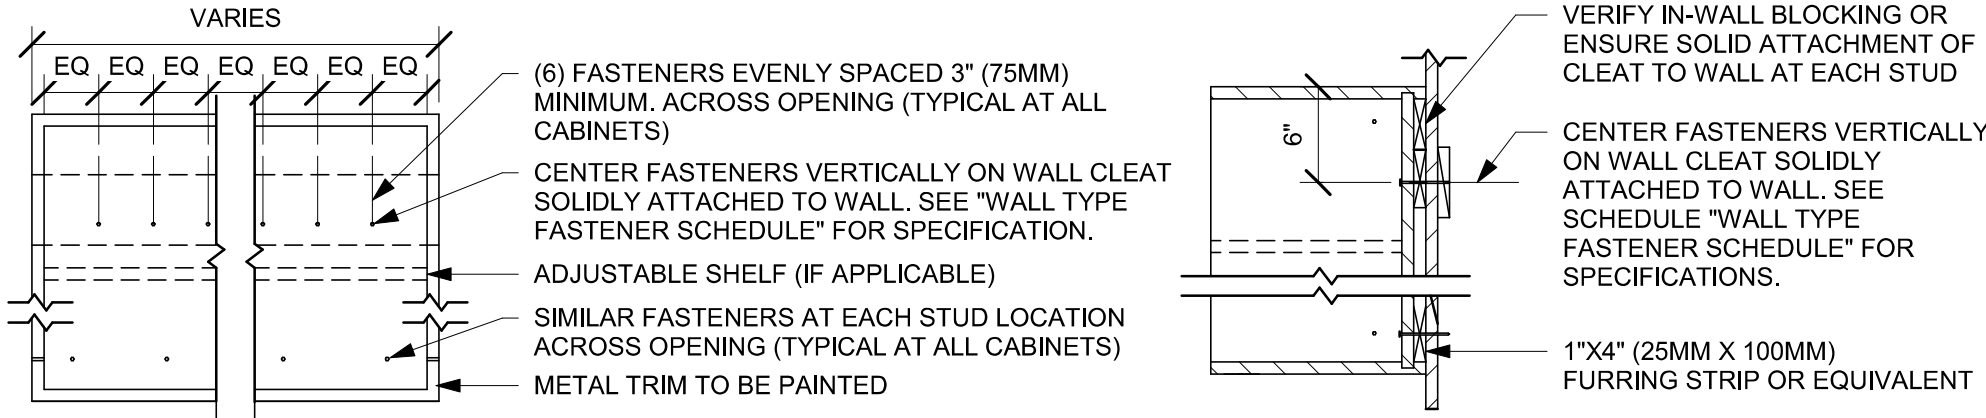 VARIES
EQ EQ EQ EQ EQ EQ EQ
(6) FASTENERS EVENLY SPACED 3" (75MM)
MINIMUM. ACROSS OPENING (TYPICAL AT ALL
CABINETS)
CENTER FASTENERS VERTICALLY ON WALL CLEAT
SOLIDLY ATTACHED TO WALL. SEE "WALL TYPE
FASTENER SCHEDULE" FOR SPECIFICATION.
ADJUSTABLE SHELF (IF APPLICABLE)
SIMILAR FASTENERS AT EACH STUD LOCATION
ACROSS OPENING (TYPICAL AT ALL CABINETS)
METAL TRIM TO BE PAINTED
6"
VERIFY IN-WALL BLOCKING OR
ENSURE SOLID ATTACHMENT OF
CLEAT TO WALL AT EACH STUD
CENTER FASTENERS VERTICALLY
ON WALL CLEAT SOLIDLY
ATTACHED TO WALL. SEE
SCHEDULE "WALL TYPE
FASTENER SCHEDULE" FOR
SPECIFICATIONS.
1"X4" (25MM X 100MM)
FURRING STRIP OR EQUIVALENT